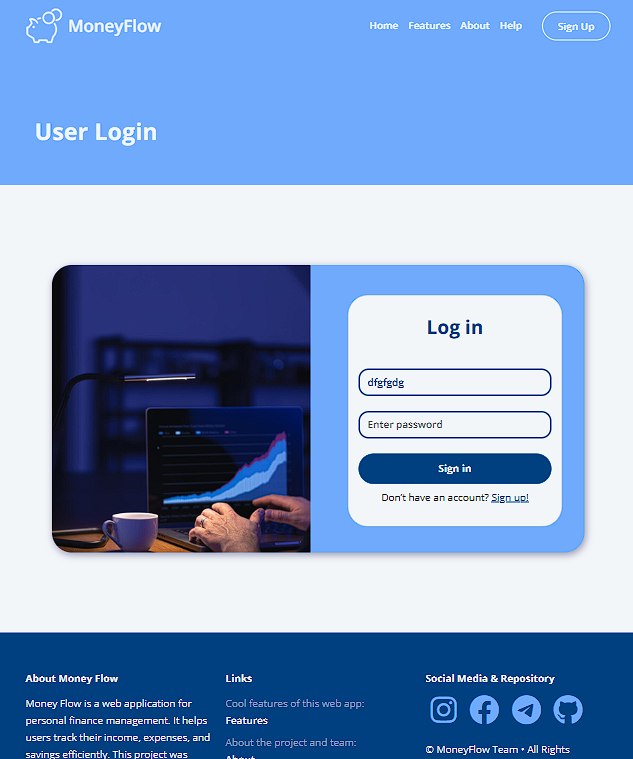 MoneyFlow
Home Features About Help Sign Up
User Login
Log in
dfgfgdg
Enter password
Sign in
Don't have an account? Sign up!
About Money Flow
Money Flow is a web application for
personal finance management. It helps
users track their income, expenses, and
savings efficiently. This project was
Links
Cool features of this web app:
Features
About the project and team:
About
Social Media & Repository
© MoneyFlow Team • All Rights